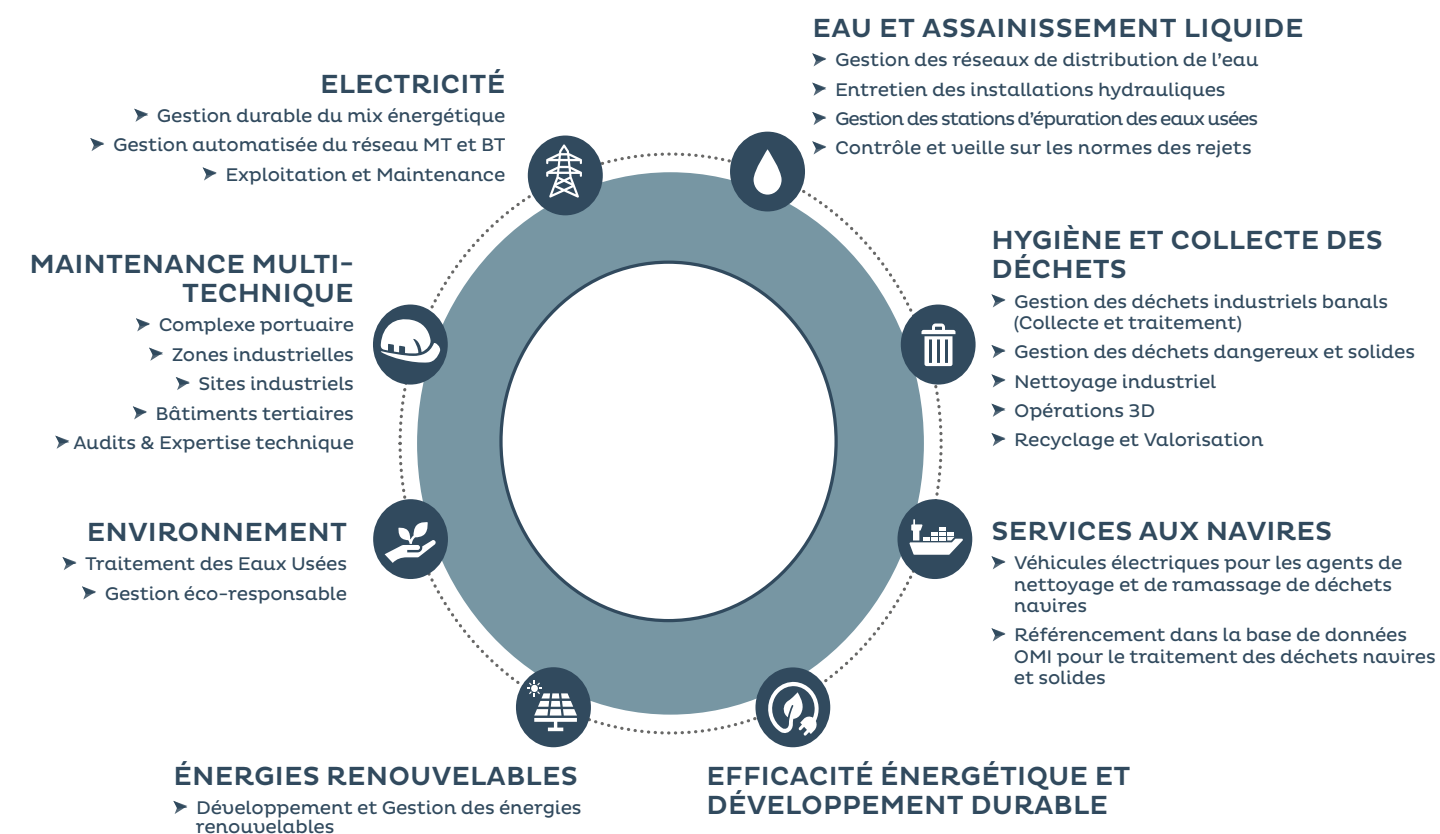 ELECTRICITÉ
➤ Gestion durable du mix énergétique
➤ Gestion automatisée du réseau MT et BT
➤ Exploitation et Maintenance
EAU ET ASSAINISSEMENT LIQUIDE
➤ Gestion des réseaux de distribution de l'eau
➤ Entretien des installations hydrauliques
➤ Gestion des stations d'épuration des eaux usées
➤ Contrôle et veille sur les normes des rejets
MAINTENANCE MULTI-
TECHNIQUE
➤ Complexe portuaire
➤ Zones industrielles
➤ Sites industriels
➤ Bâtiments tertiaires
➤ Audits & Expertise technique
HYGIÈNE ET COLLECTE DES
DÉCHETS
➤ Gestion des déchets industriels banals
(Collecte et traitement)
➤ Gestion des déchets dangereux et solides
➤ Nettoyage industriel
➤ Opérations 3D
➤ Recyclage et Valorisation
ENVIRONNEMENT
➤ Traitement des Eaux Usées
➤ Gestion éco-responsable
SERVICES AUX NAVIRES
➤ Véhicules électriques pour les agents de
nettoyage et de ramassage de déchets
navires
➤ Référencement dans la base de données
OMI pour le traitement des déchets navires
et solides
ÉNERGIES RENOUVELABLES
➤ Développement et Gestion des énergies
renouvelables
EFFICACITÉ ÉNERGÉTIQUE ET
DÉVELOPPEMENT DURABLE